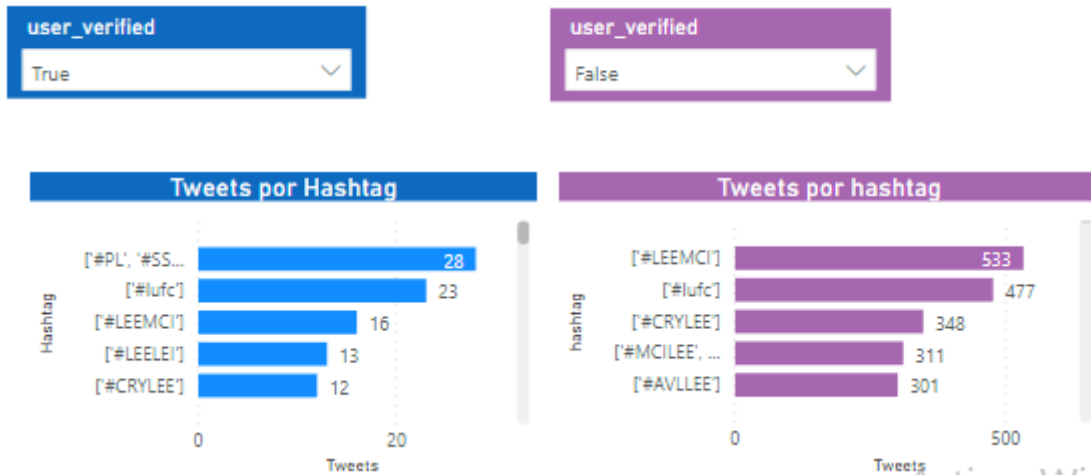 user_verified
True
user_verified
False
Tweets por Hashtag
['#PL', '#SS...
28
['#lufc']
23
['#LEEMCI']
16
['#LEELEI']
13
['#CRYLEE']
12
Hashtag
0
20
Tweets
Tweets por hashtag
['#LEEMCI']
533
['#lufc']
477
['#CRYLEE']
348
['#MCILEE', ...
311
['#AVLLEE']
301
hashtag
0
500
Tweets